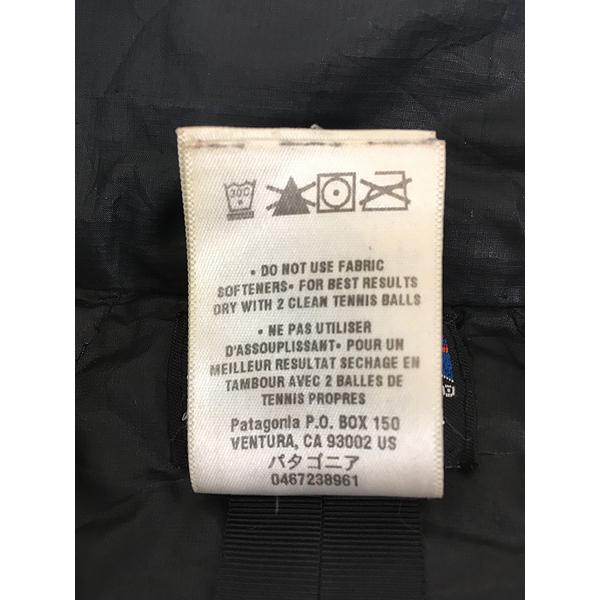 30C
• DO NOT USE FABRIC
SOFTENERS• FOR BEST RESULTS
DRY WITH 2 CLEAN TENNIS BALLS
• NE PAS UTILISER
D'ASSOUPLISSANT• POUR UN
MEILLEUR RESULTAT SECHAGE EN
TAMBOUR AVEC 2 BALLES DE
TENNIS PROPRES
Patagonia P.O. BOX 150
VENTURA, CA 93002 US
パタゴニア
0467238961